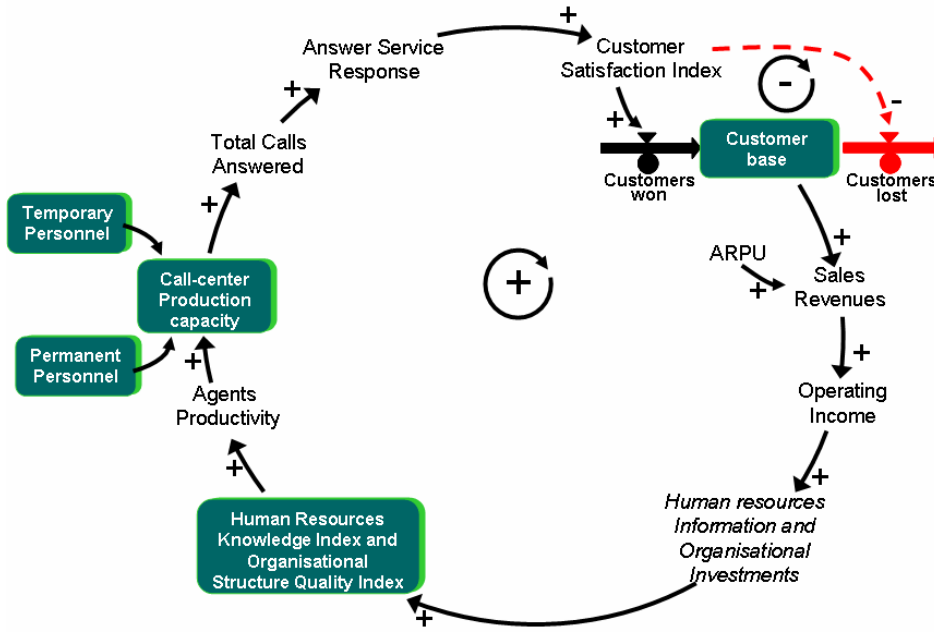 +
Answer Service
Response
Customer
Satisfaction Index
+
-
-
+
Total Calls
Answered
+
Customer
base
Customers
won
Customers
lost
Temporary
Personnel
+
+
ARPU
+
Sales
Revenues
Call-center
Production
capacity
+
Permanent
Personnel
+
+
Agents
Productivity
Operating
Income
+
+
Human resources
Information and
Organisational
Investments
Human Resources
Knowledge Index and
Organisational
Structure Quality Index
+